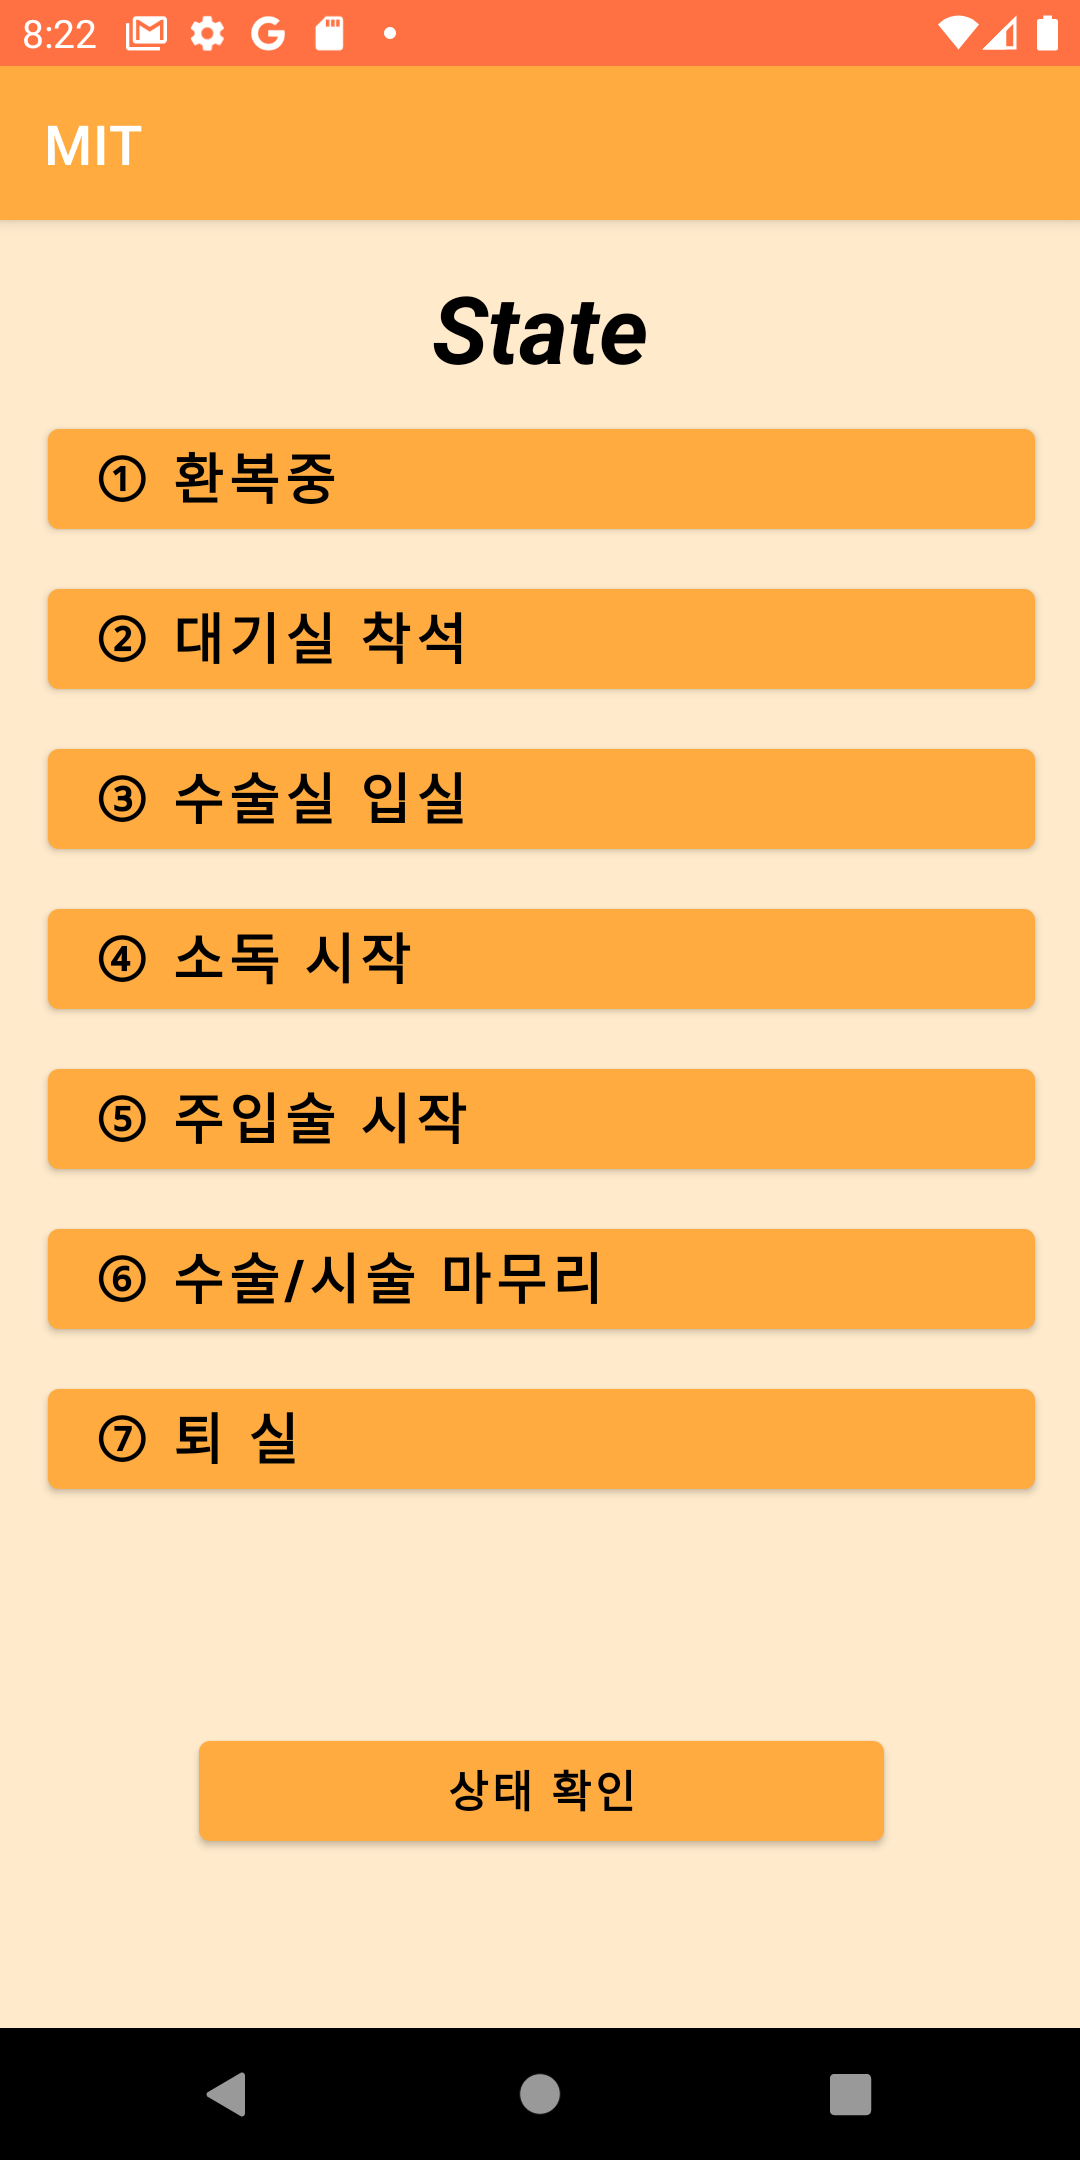 8:22
MIT
State
① 환복중
② 대기실 착석
③ 수술실 입실
④ 소독 시작
⑤ 주입술 시작
⑥ 수술/시술 마무리
⑦ 퇴 실
상태 확인